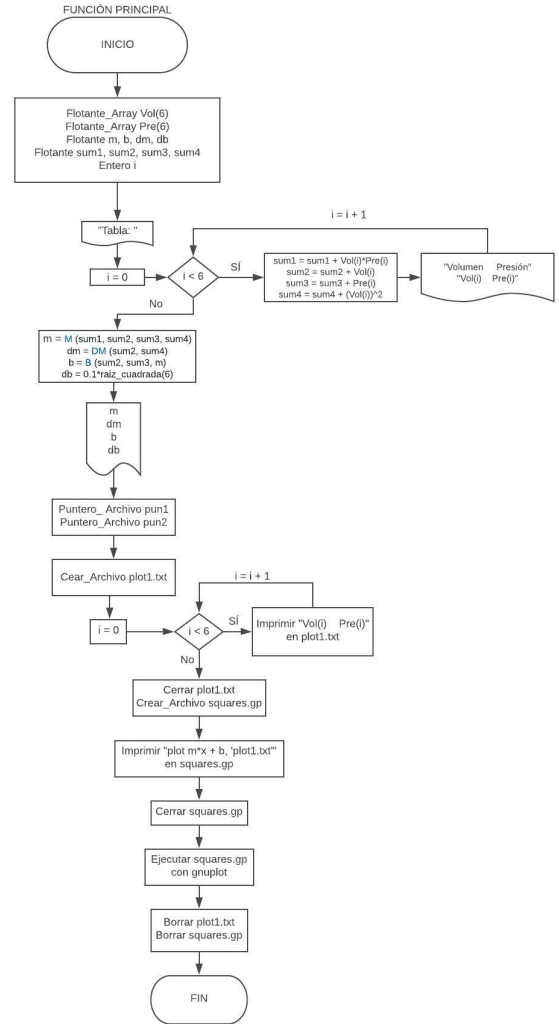 FUNCIÓN PRINCIPAL
INICIO
Flotante_Array Vol(6)
Flotante_Array Pre(6)
Flotante m, b, dm, db
Flotante sum1, sum2, sum3, sum4
Entero i
"Tabla: "
i = 0
i < 6
SÍ
i = i + 1
sum1 = sum1 + Vol(i)*Pre(i)
sum2 = sum2 + Vol(i)
sum3 = sum3 + Pre(i)
sum4 = sum4 + (Vol(i))^2
"Volumen Presión"
"Vol(i) Pre(i)"
No
m = M (sum1, sum2, sum3, sum4)
dm = DM (sum2, sum4)
b = B (sum2, sum3, m)
db = 0.1*raiz_cuadrada(6)
m
dm
b
db
Puntero_ Archivo pun1
Puntero_Archivo pun2
Cear_Archivo plot1.txt
i = 0
i < 6
SÍ
i = i + 1
Imprimir "Vol(i) Pre(i)"
en plot1.txt
No
Cerrar plot1.txt
Crear_Archivo squares.gp
Imprimir "plot m*x + b, 'plot1.txt'"
en squares.gp
Cerrar squares.gp
Ejecutar squares.gp
con gnuplot
Borrar plot1.txt
Borrar squares.gp
FIN